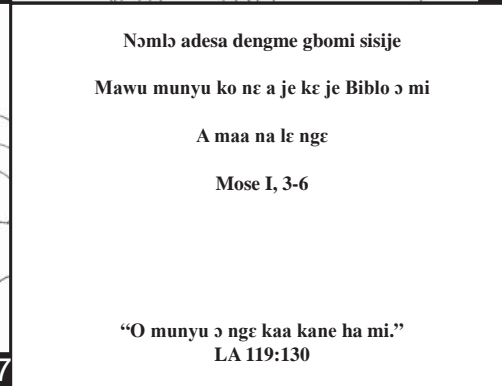 Nɔmlɔ adesa dengme gbomi sisije
Mawu munyu ko nɛ a je kɛ je Biblo ɔ mi
A maa na lɛ ngɛ
Mose I, 3-6
“O munyu ɔ ngɛ kaa kane ha mi.”
LA 119:130
7